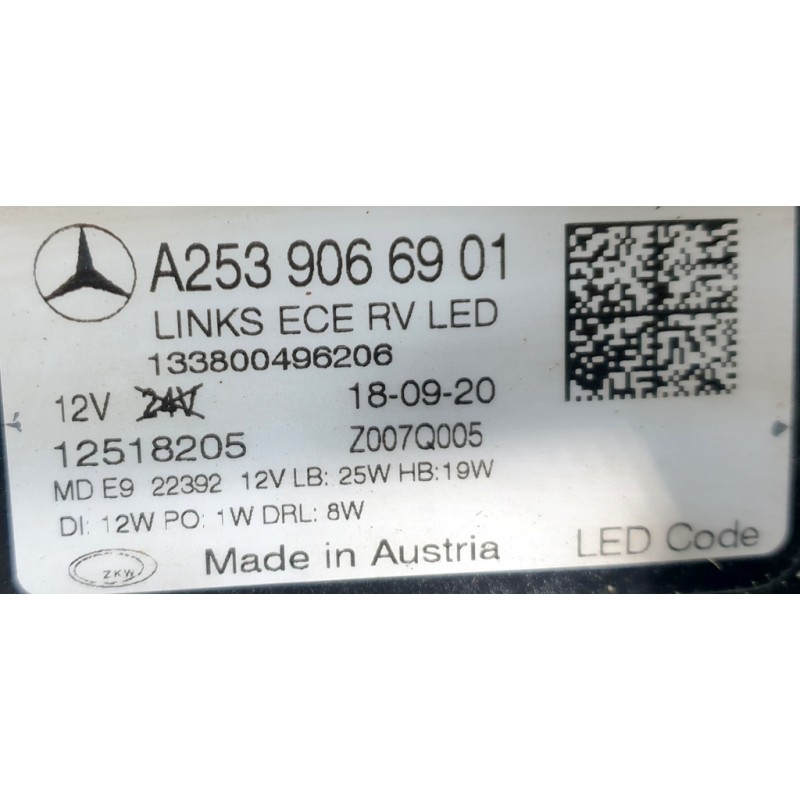 A253 906 69 01
LINKS ECE RV LED
133800496206
12V 24V 18-09-20
12518205 Z007Q005
MD E9 22392 12V LB: 25W HB:19W
DI: 12W PO: 1W DRL: 8W
ZKW Made in Austria LED Code